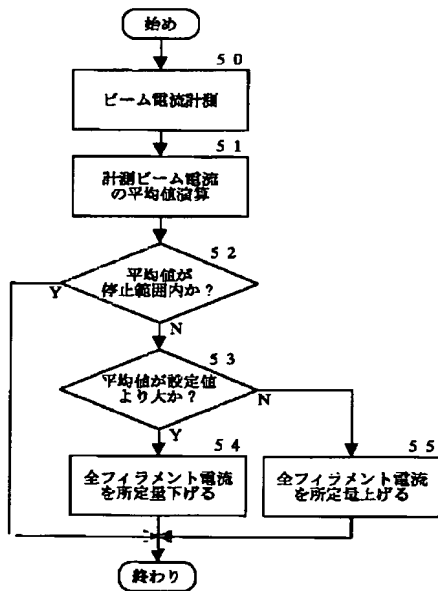 始め
50
ビーム電流計測
51
計測ビーム電流
の平均値演算
52
平均値が
停止範囲内か?
Y
N
53
平均値が設定値
より大か?
N
Y
54
全フィラメント電流
を所定量下げる
55
全フィラメント電流
を所定量上げる
終わり